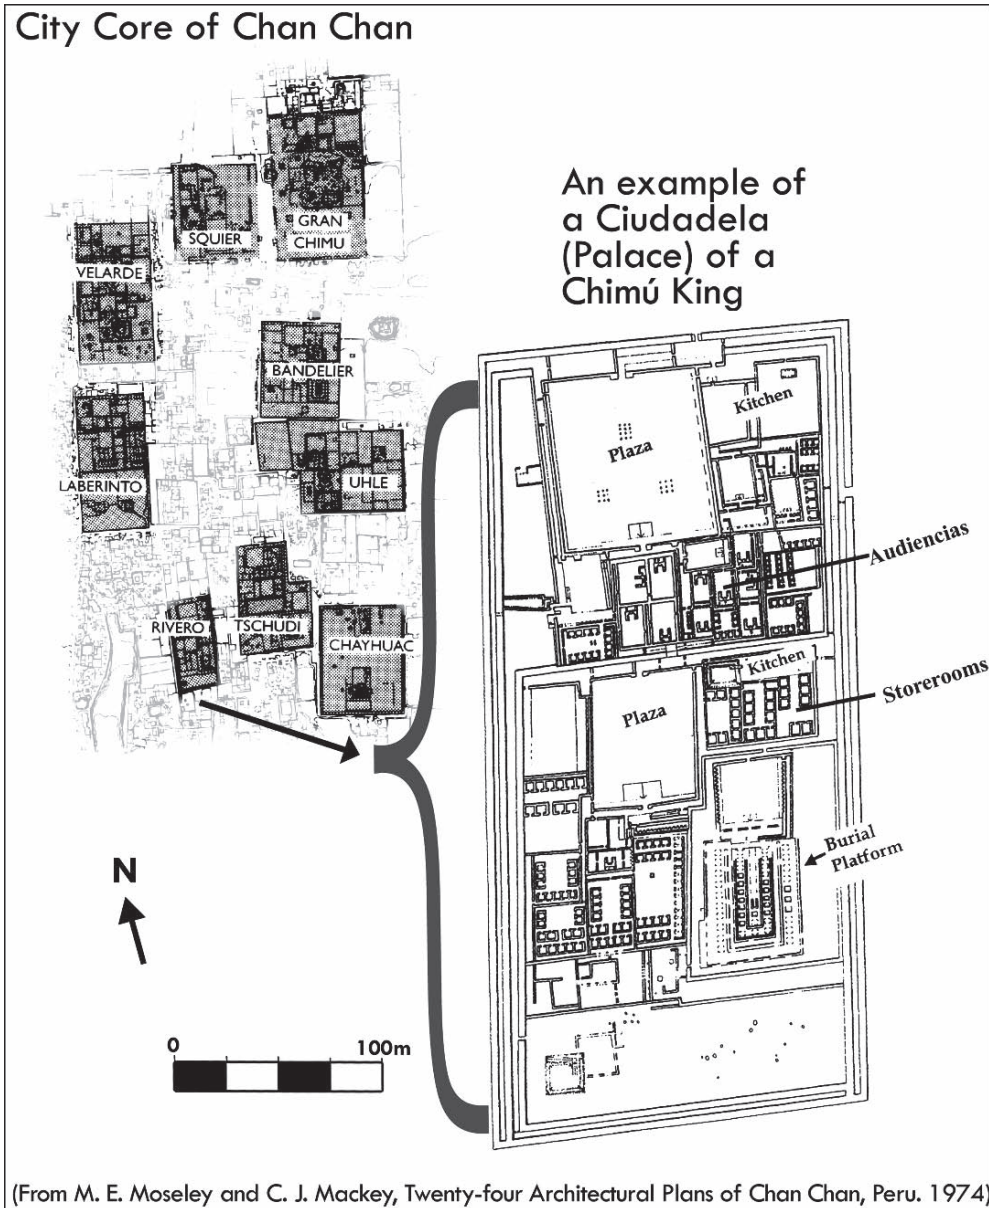 City Core of Chan Chan
An example of
a Ciudadela
(Palace) of a
Chimú King
GRAN
CHIMU
SQUIER
VELARDE
BANDELIER
LABERINTO
UHLE
RIVERO
TSCHUDI
CHAYHUAC
Plaza
Kitchen
Audiencias
Kitchen
Storerooms
Plaza
Burial
Platform
N
0 100m
(From M. E. Moseley and C. J. Mackey, Twenty-four Architectural Plans of Chan Chan, Peru. 1974)